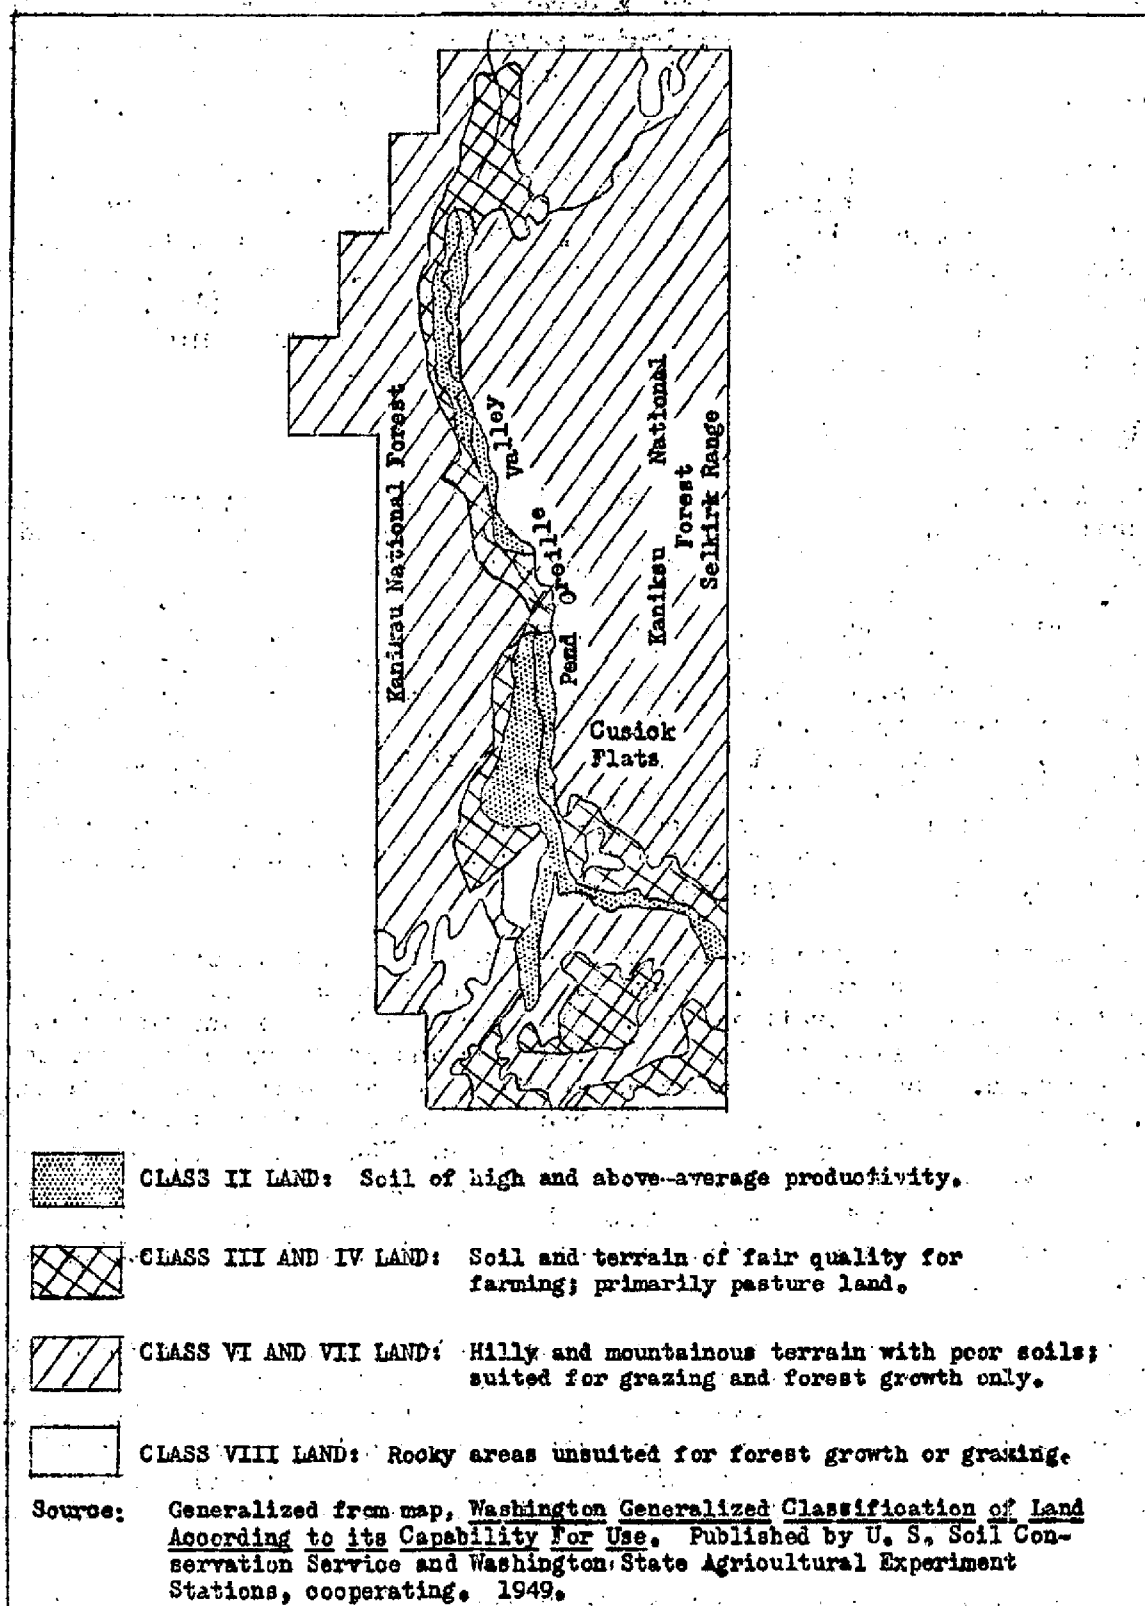 Kanikau National Forest
Pend Oreille Valley
Kaniksu National
Forest
Selkirk Range
Cusick
Flats
CLASS II LAND: Soil of high and above-average productivity.
CLASS III AND IV LAND: Soil and terrain of fair quality for
farming; primarily pasture land.
CLASS VI AND VII LAND: Hilly and mountainous terrain with poor soils;
suited for grazing and forest growth only.
CLASS VIII LAND: Rocky areas unsuited for forest growth or graxing.
Source: Generalized from map, Washington Generalized Classification of Land
According to its Capability For Use. Published by U. S. Soil Con-
servation Service and Washington State Agricultural Experiment
Stations, cooperating. 1949.